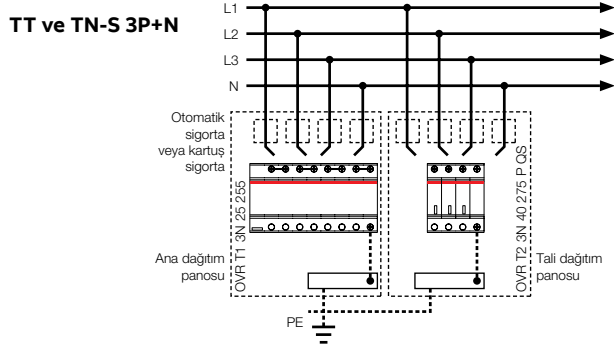 TT ve TN-S 3P+N
L1
L2
L3
N
Otomatik
sigorta
veya kartuş
sigorta
OVR T1 3N 25 255
OVR T2 3N 40 275 P QS
Ana dağıtım
panosu
Tali dağıtım
panosu
PE